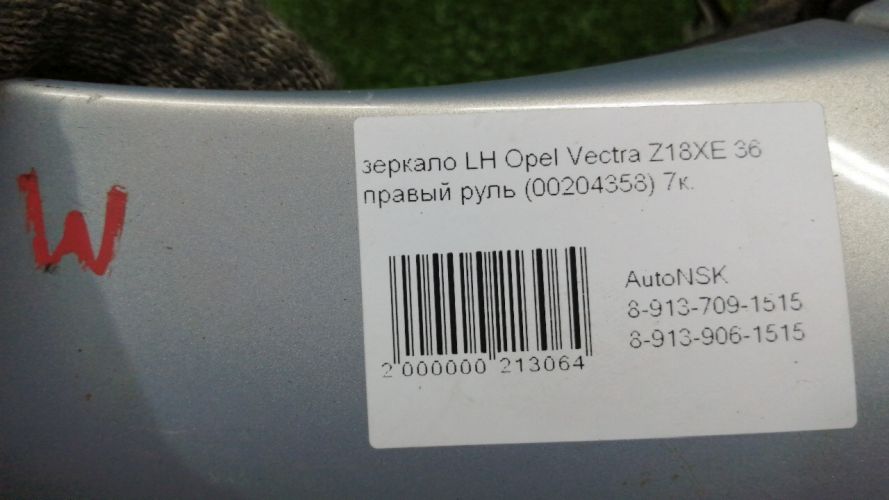 W
зеркало LH Opel Vectra Z18XE 36
правый руль (00204358) 7к.
AutoNSK
8-913-709-1515
8-913-906-1515
2 000000 213064